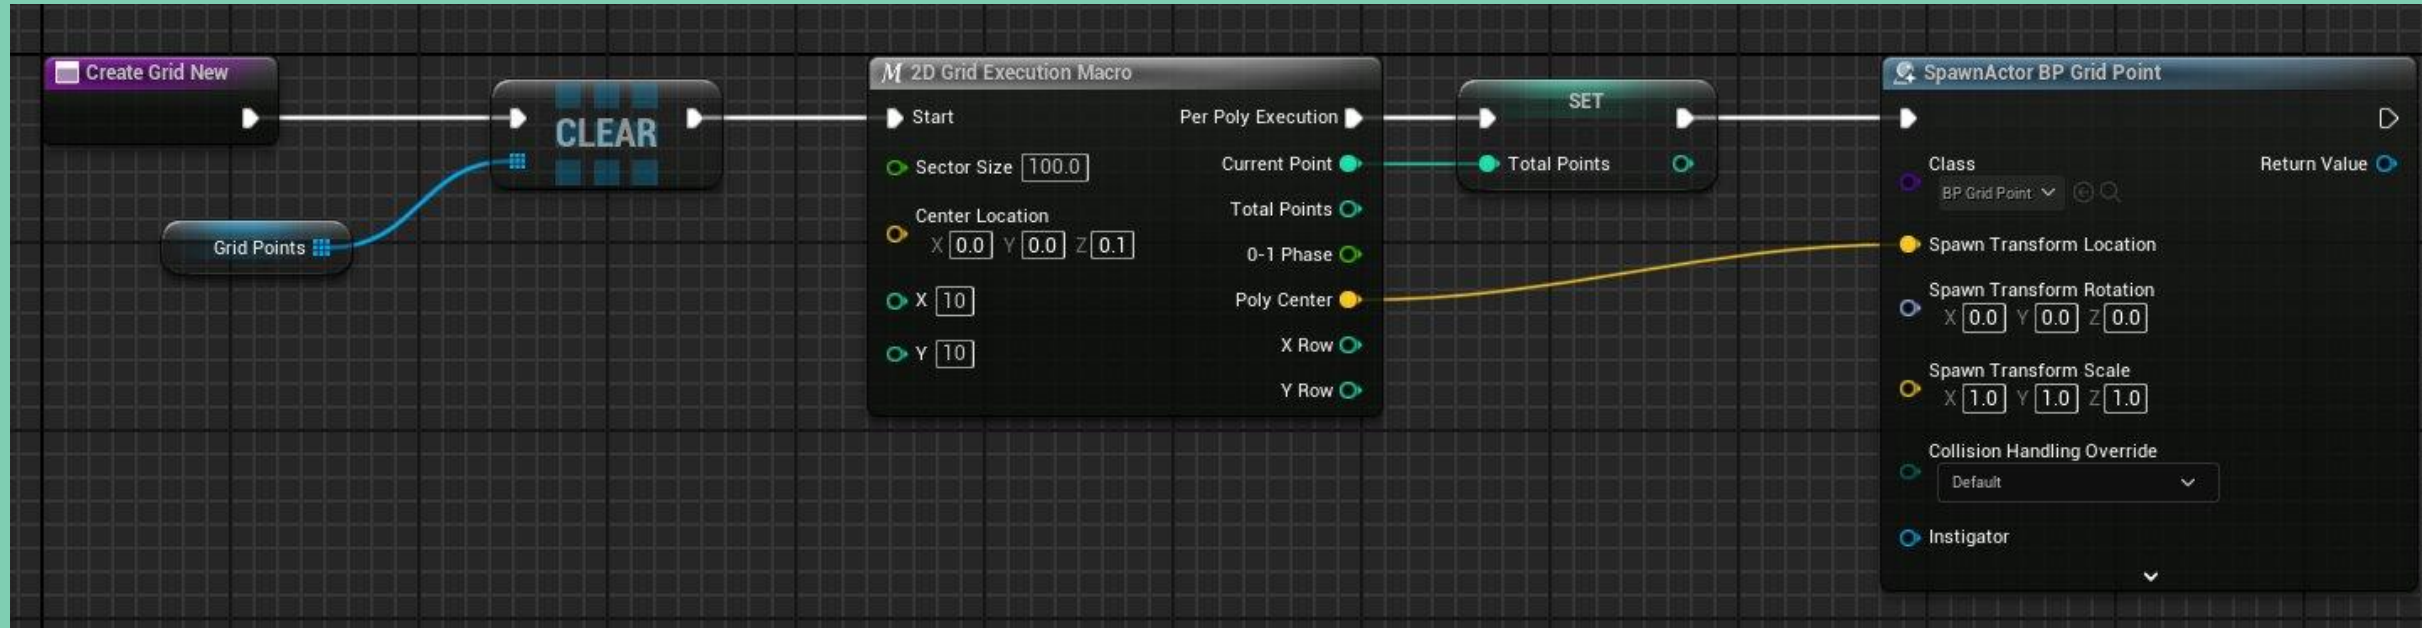 Create Grid New
CLEAR
Grid Points
M 2D Grid Execution Macro
Start
Per Poly Execution
Sector Size 100.0
Current Point
Center Location
Total Points
X 0.0 Y 0.0 Z 0.1
0-1 Phase
X 10
Poly Center
Y 10
X Row
Y Row
SET
Total Points
SpawnActor BP Grid Point
Class
Return Value
BP Grid Point
Spawn Transform Location
Spawn Transform Rotation
X 0.0 Y 0.0 Z 0.0
Spawn Transform Scale
X 1.0 Y 1.0 Z 1.0
Collision Handling Override
Default
Instigator